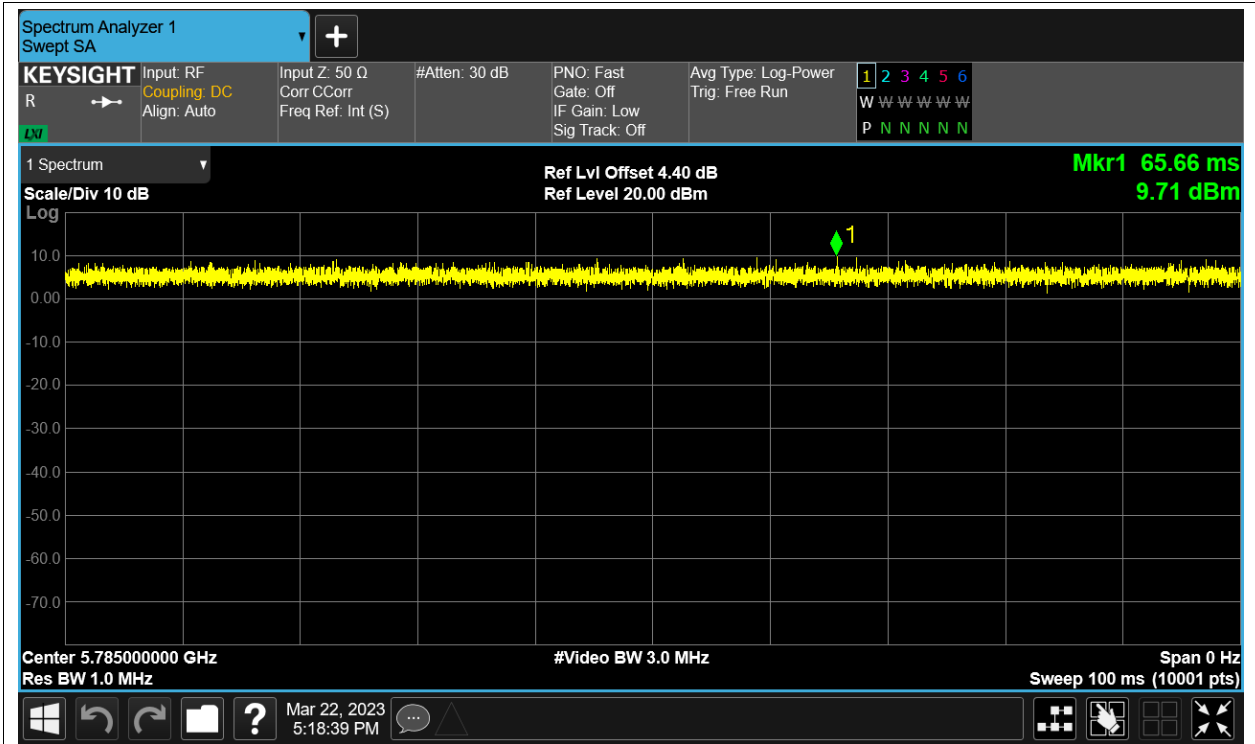 Spectrum Analyzer 1
Swept SA
KEYSIGHT Input: RF Input Z: 50 Ω #Atten: 30 dB PNO: Fast Avg Type: Log-Power 1 2 3 4 5 6
R Coupling: DC Corr CCorr Gate: Off Trig: Free Run W W W W W W
Align: Auto Freq Ref: Int (S) IF Gain: Low
LXI Sig Track: Off P N N N N N
1 Spectrum Ref Lvl Offset 4.40 dB Mkr1 65.66 ms
Scale/Div 10 dB Ref Level 20.00 dBm 9.71 dBm
Log
1
10.0
0.00
-10.0
-20.0
-30.0
-40.0
-50.0
-60.0
-70.0
Center 5.785000000 GHz #Video BW 3.0 MHz Span 0 Hz
Res BW 1.0 MHz Sweep 100 ms (10001 pts)
? Mar 22, 2023
5:18:39 PM